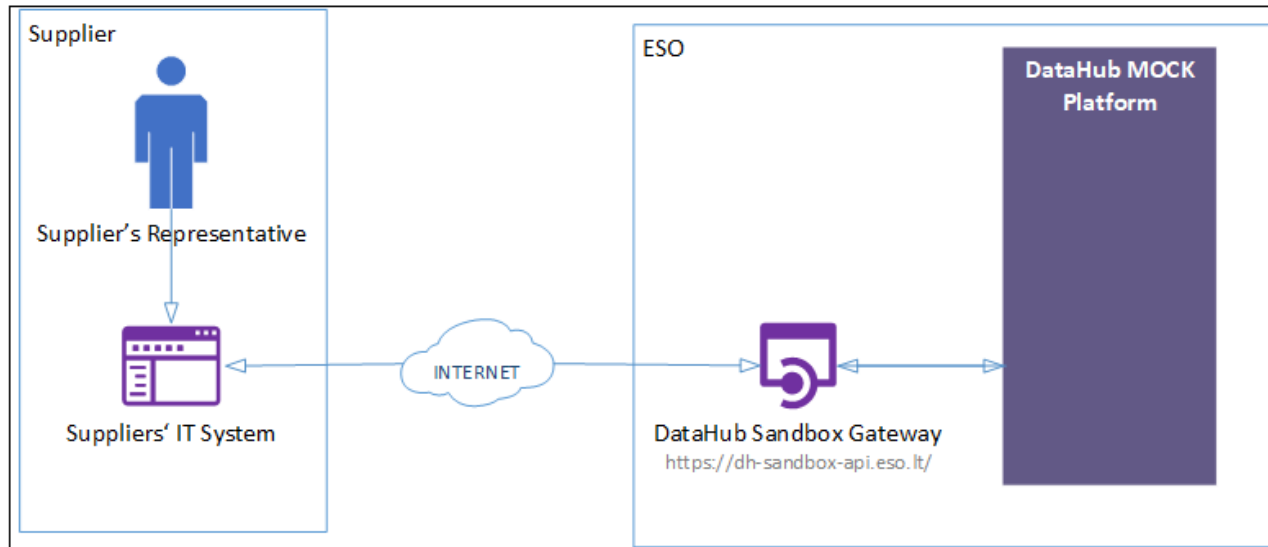 Supplier
Supplier's Representative
Suppliers‘ IT System
INTERNET
ESO
DataHub MOCK
Platform
DataHub Sandbox Gateway
https://dh-sandbox-api.eso.lt/